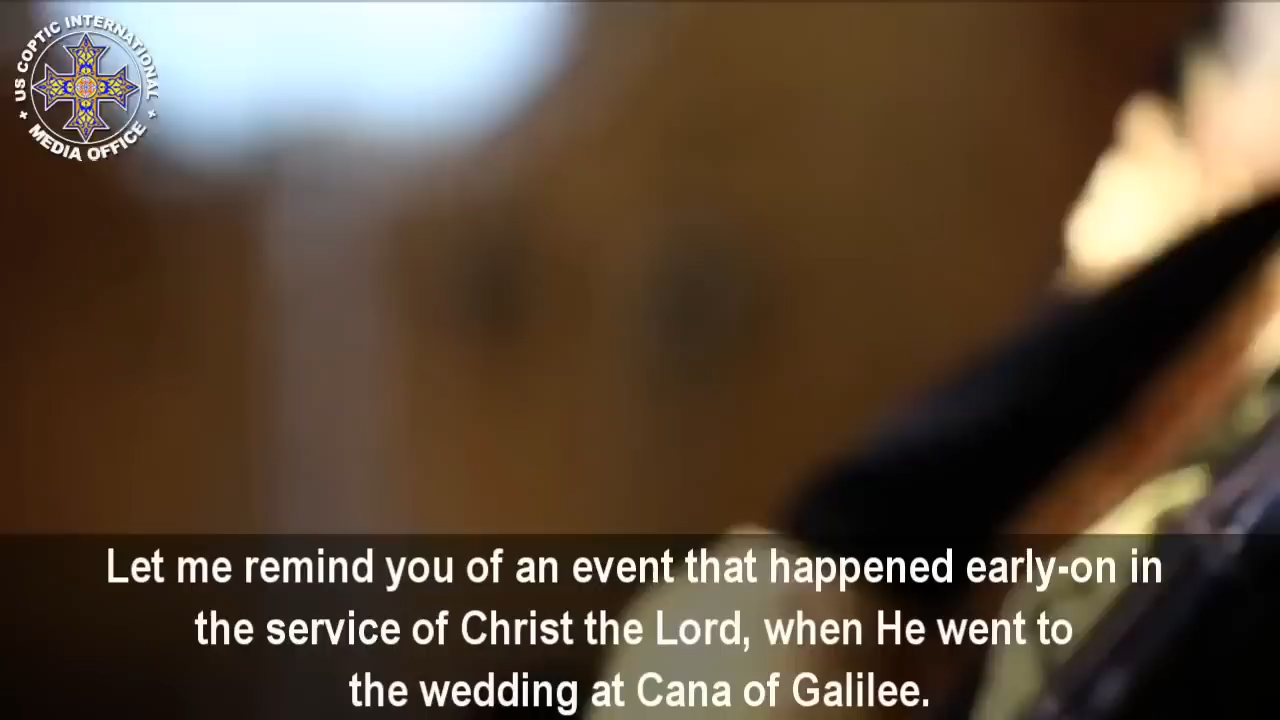 US COPTIC INTERNATIONAL
MEDIA OFFICE
Let me remind you of an event that happened early-on in
the service of Christ the Lord, when He went to
the wedding at Cana of Galilee.